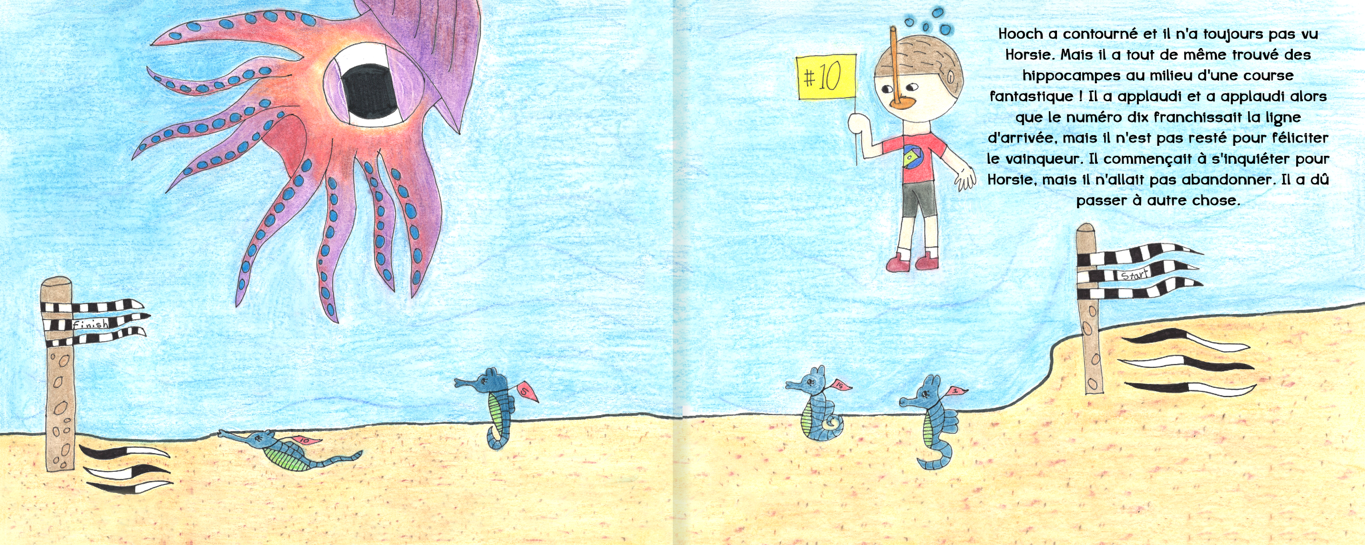 Hooch a contourné et il n'a toujours pas vu
Horsie. Mais il a tout de même trouvé des
hippocampes au milieu d'une course
fantastique ! Il a applaudi et a applaudi alors
que le numéro dix franchissait la ligne
d'arrivée, mais il n'est pas resté pour féliciter
le vainqueur. Il commençait à s'inquiéter pour
Horsie, mais il n'allait pas abandonner. Il a dû
passer à autre chose.
#10
Start
Finish